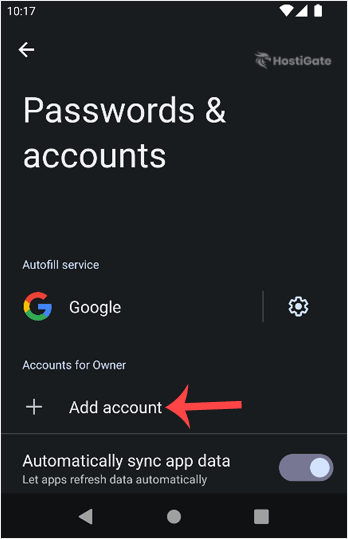 10:17
HostiGate
Passwords &
accounts
Autofill service
Google
Accounts for Owner
Add account
Automatically sync app data
Let apps refresh data automatically